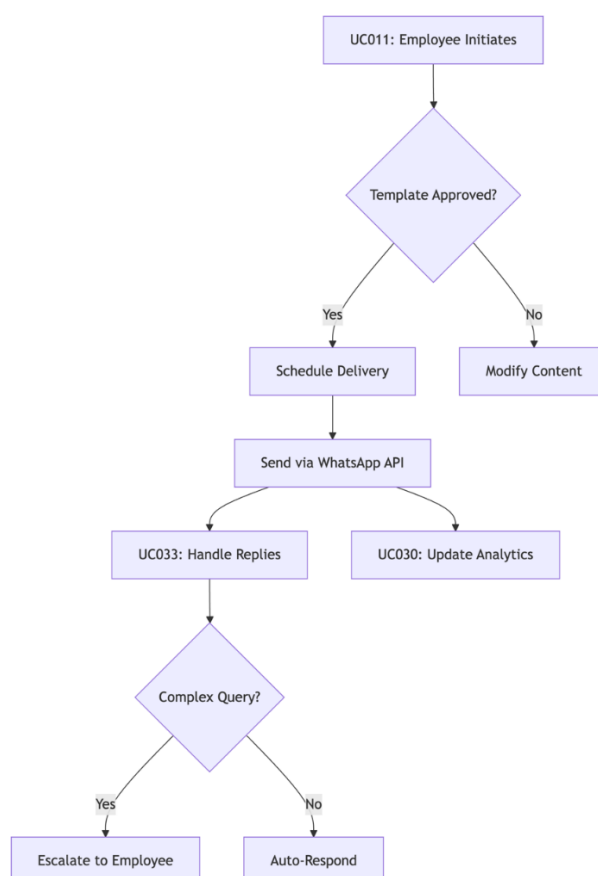 UC011: Employee Initiates
Template Approved?
Yes
No
Schedule Delivery
Modify Content
Send via WhatsApp API
UC033: Handle Replies
UC030: Update Analytics
Complex Query?
Yes
No
Escalate to Employee
Auto-Respond